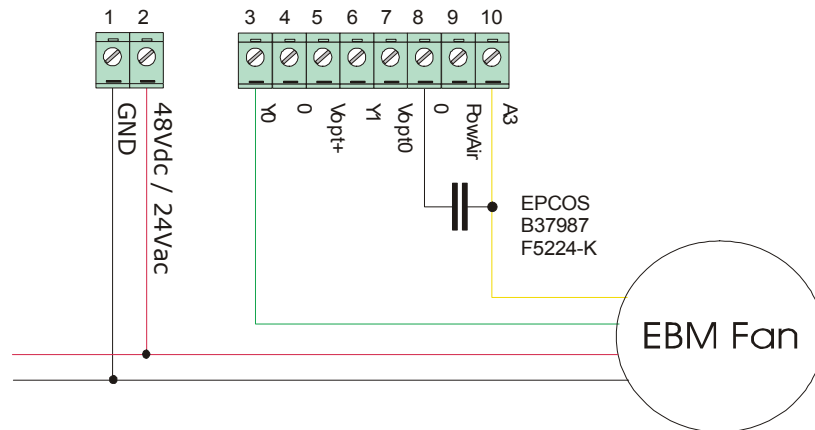 1 2 3 4 5 6 7 8 9 10
GND
48Vdc / 24Vac
Y0
0
Vopt+
Y1
Vopt0
0
FowAir
A3
EPCOS
B37987
F5224-K
EBM Fan